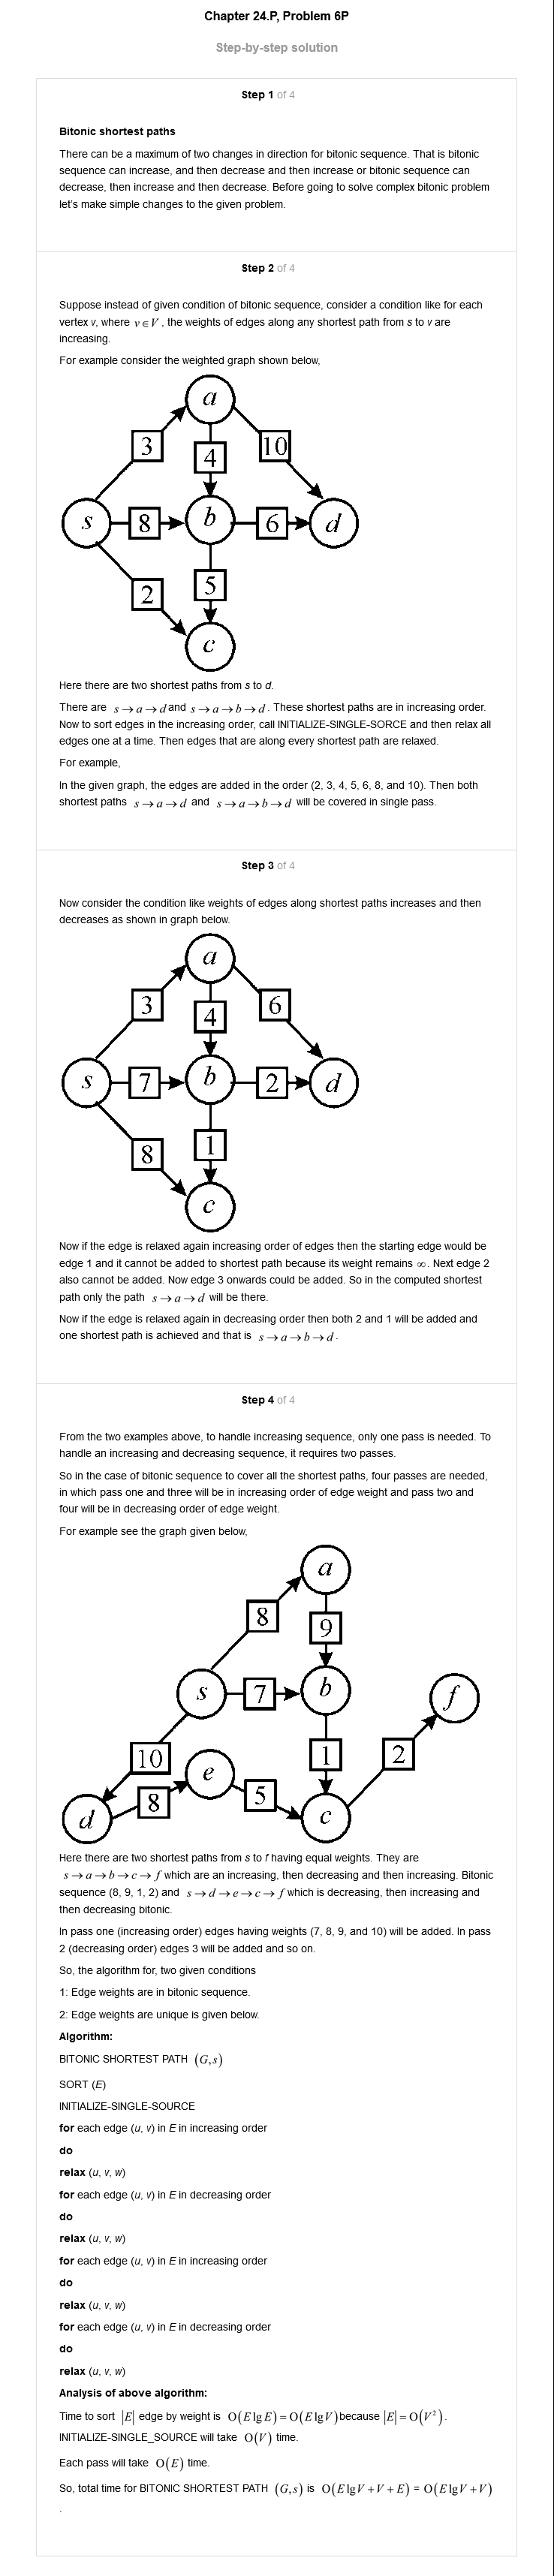 Chapter 24.P, Problem 6P
Step-by-step solution
Step 1 of 4
Bitonic shortest paths
There can be a maximum of two changes in direction for bitonic sequence. That is bitonic
sequence can increase, and then decrease and then increase or bitonic sequence can
decrease, then increase and then decrease. Before going to solve complex bitonic problem
let's make simple changes to the given problem.
Step 2 of 4
Suppose instead of given condition of bitonic sequence, consider a condition like for each
vertex v, where v∈V , the weights of edges along any shortest path from s to v are
increasing.
For example consider the weighted graph shown below,
a
3
4
10
s
8
b
6
d
2
5
c
Here there are two shortest paths from s to d.
There are s→a→d and s→a→b→d . These shortest paths are in increasing order.
Now to sort edges in the increasing order, call INITIALIZE-SINGLE-SORCE and then relax all
edges one at a time. Then edges that are along every shortest path are relaxed.
For example,
In the given graph, the edges are added in the order (2, 3, 4, 5, 6, 8, and 10). Then both
shortest paths s→a→d and s→a→b→d will be covered in single pass.
Step 3 of 4
Now consider the condition like weights of edges along shortest paths increases and then
decreases as shown in graph below.
a
3
4
6
s
7
b
2
d
8
1
c
Now if the edge is relaxed again increasing order of edges then the starting edge would be
edge 1 and it cannot be added to shortest path because its weight remains ∞ . Next edge 2
also cannot be added. Now edge 3 onwards could be added. So in the computed shortest
path only the path s→a→d will be there.
Now if the edge is relaxed again in decreasing order then both 2 and 1 will be added and
one shortest path is achieved and that is s→a→b→d .
Step 4 of 4
From the two examples above, to handle increasing sequence, only one pass is needed. To
handle an increasing and decreasing sequence, it requires two passes.
So in the case of bitonic sequence to cover all the shortest paths, four passes are needed,
in which pass one and three will be in increasing order of edge weight and pass two and
four will be in decreasing order of edge weight.
For example see the graph given below,
a
8
9
s
7
b
f
10
e
1
2
8
5
d
c
Here there are two shortest paths from s to f having equal weights. They are
s→a→b→c→f which are an increasing, then decreasing and then increasing. Bitonic
sequence (8, 9, 1, 2) and s→d→e→c→f which is decreasing, then increasing and
then decreasing bitonic.
In pass one (increasing order) edges having weights (7, 8, 9, and 10) will be added. In pass
2 (decreasing order) edges 3 will be added and so on.
So, the algorithm for, two given conditions
1: Edge weights are in bitonic sequence.
2: Edge weights are unique is given below.
Algorithm:
BITONIC SHORTEST PATH (G,s)
SORT (E)
INITIALIZE-SINGLE-SOURCE
for each edge (u, v) in E in increasing order
do
relax (u, v, w)
for each edge (u, v) in E in decreasing order
do
relax (u, v, w)
for each edge (u, v) in E in increasing order
do
relax (u, v, w)
for each edge (u, v) in E in decreasing order
do
relax (u, v, w)
Analysis of above algorithm:
Time to sort |E| edge by weight is O(E lg E) = O(E lg V) because |E| = O(V²).
INITIALIZE-SINGLE_SOURCE will take O(V) time.
Each pass will take O(E) time.
So, total time for BITONIC SHORTEST PATH (G,s) is O(E lg V + V + E) = O(E lg V + V)
.